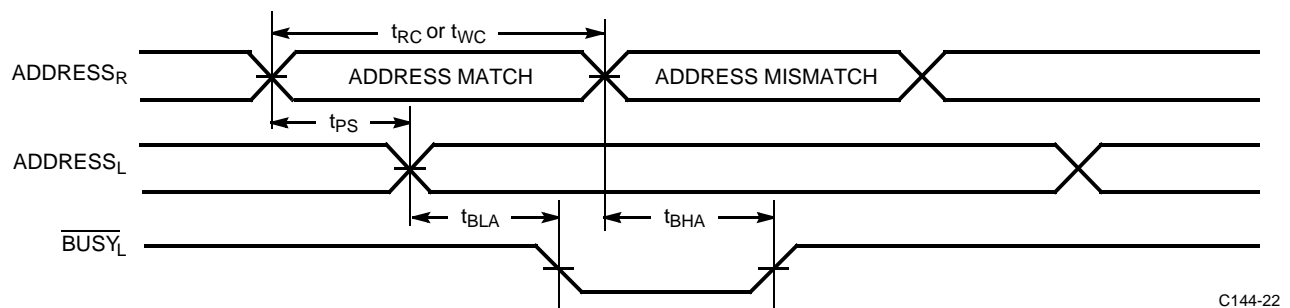 tRC or tWC
ADDRESSR
ADDRESS MATCH
ADDRESS MISMATCH
tPS
ADDRESSL
tBLA
tBHA
BUSYL
C144-22